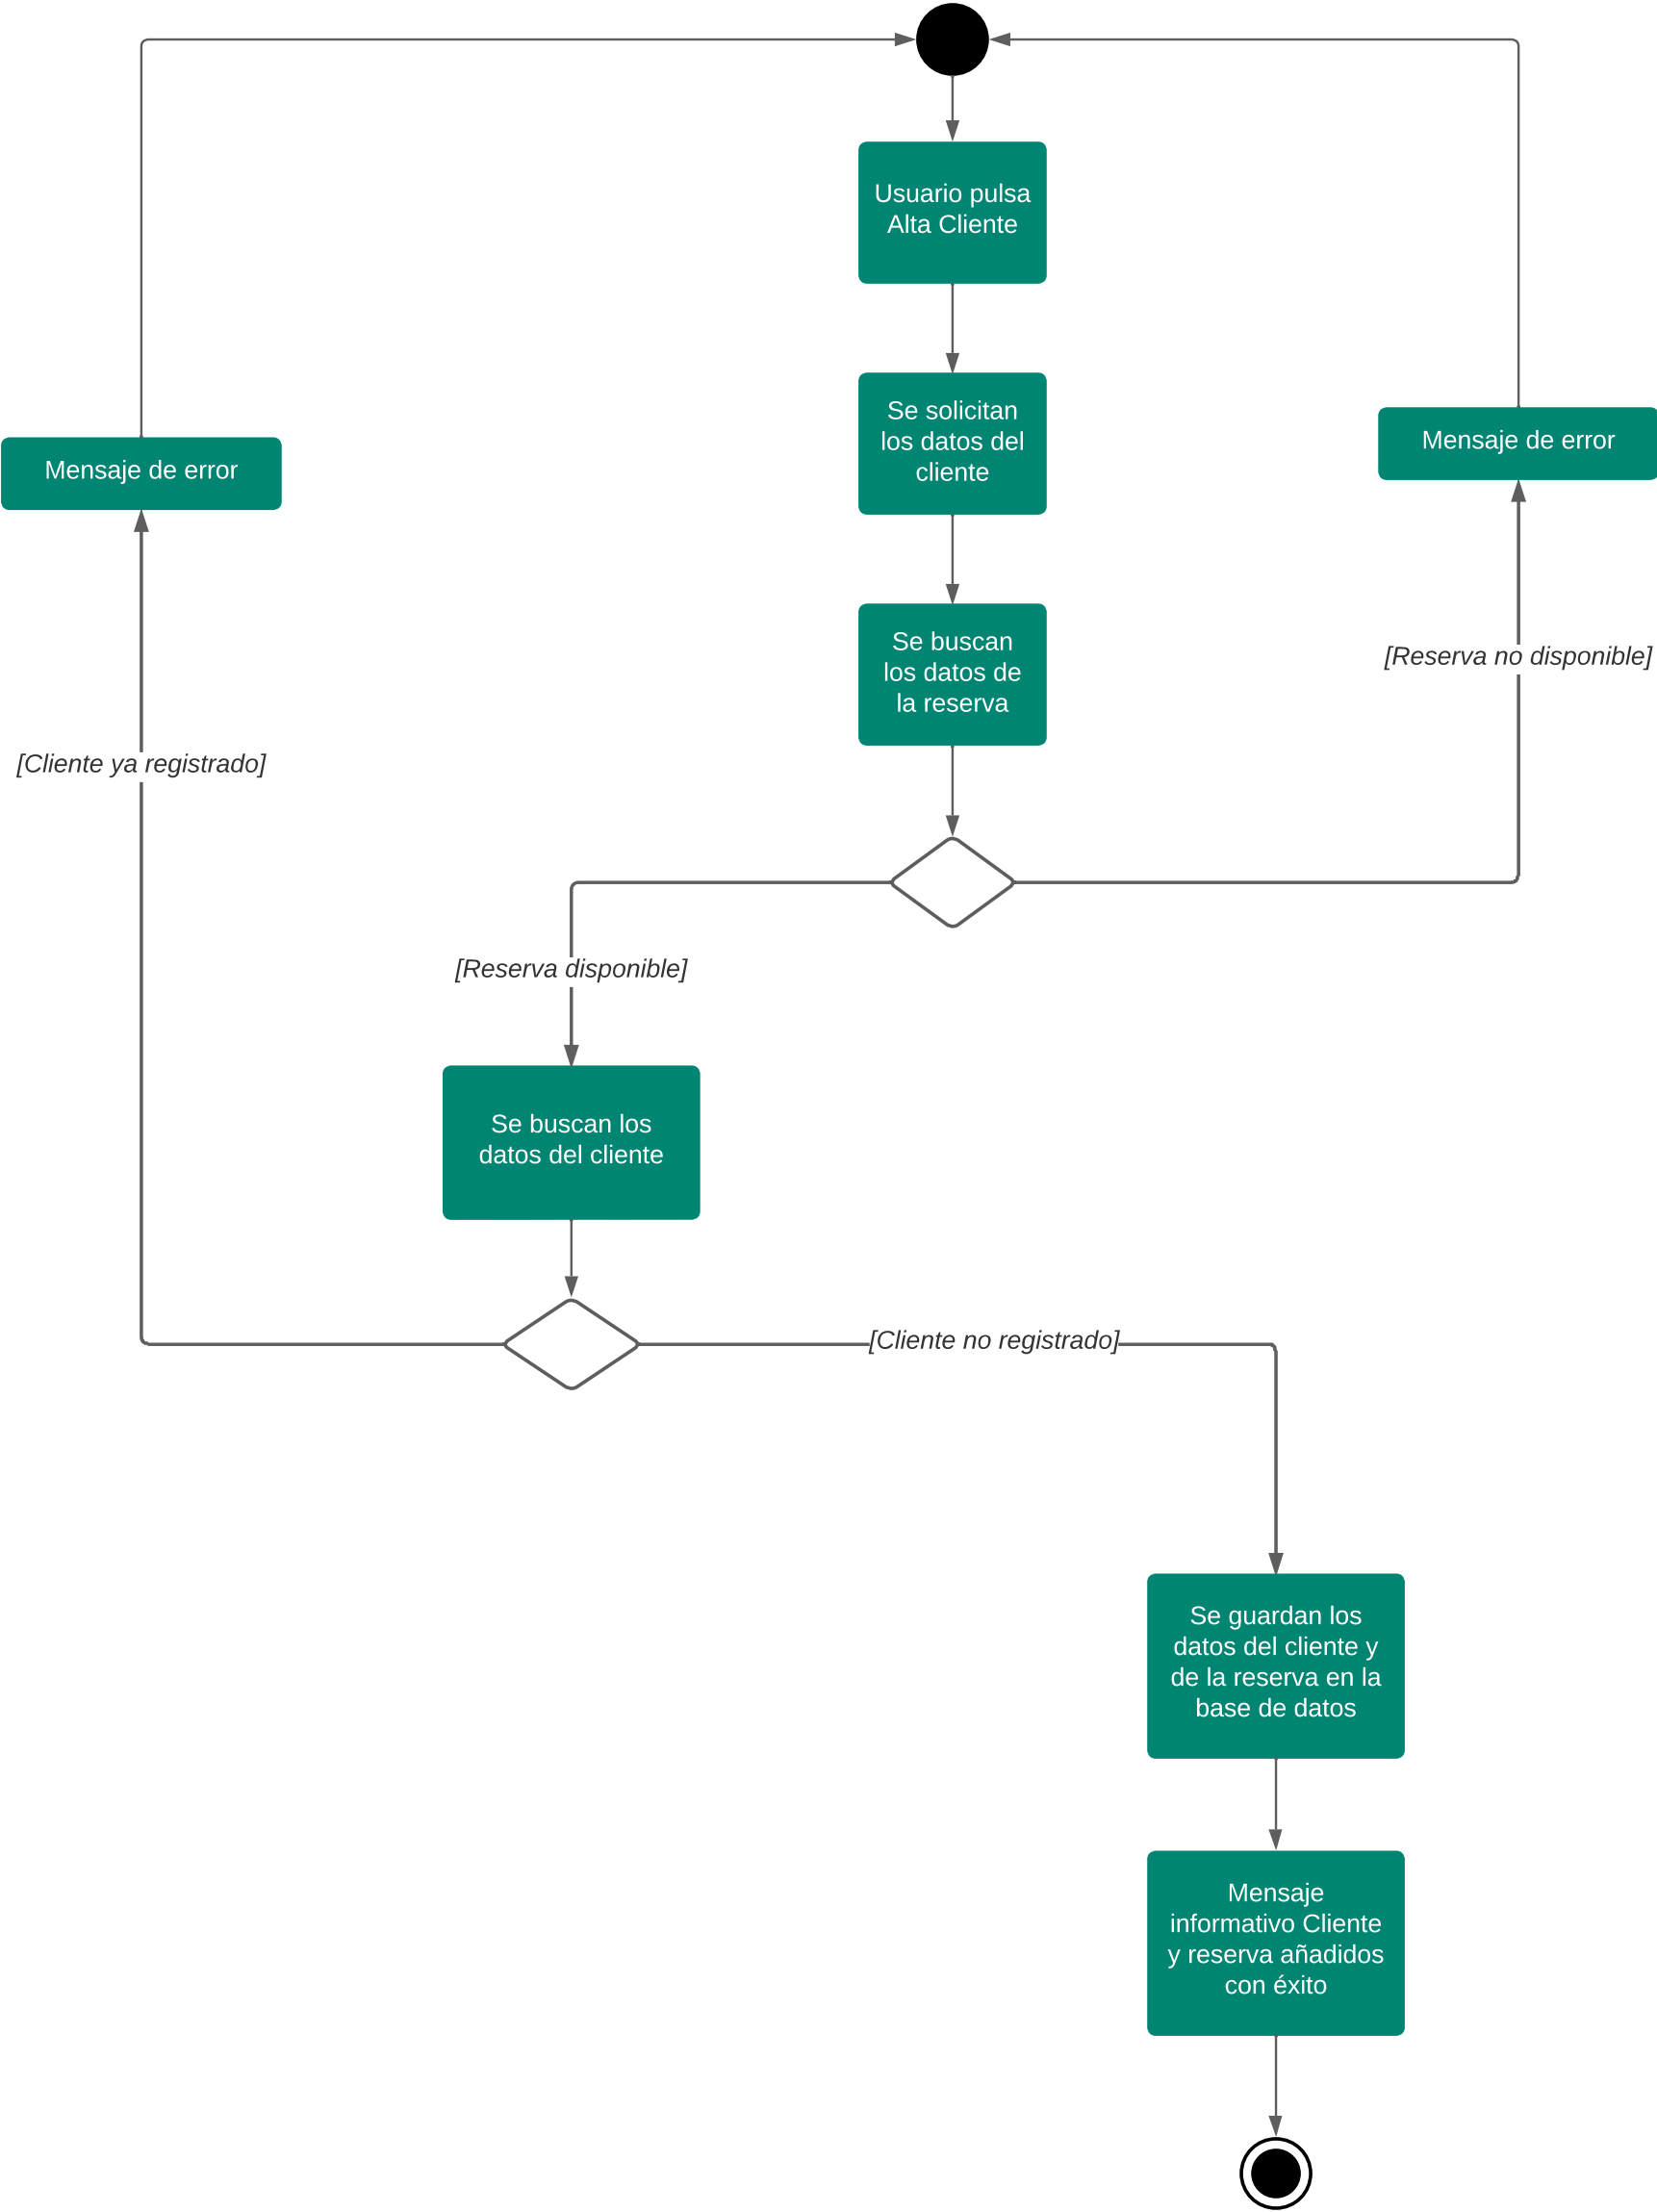 Usuario pulsa
Alta Cliente
Se solicitan
los datos del
cliente
Mensaje de error
Mensaje de error
Se buscan
los datos de
la reserva
[Reserva no disponible]
[Cliente ya registrado]
[Reserva disponible]
Se buscan los
datos del cliente
[Cliente no registrado]
Se guardan los
datos del cliente y
de la reserva en la
base de datos
Mensaje
informativo Cliente
y reserva añadidos
con éxito